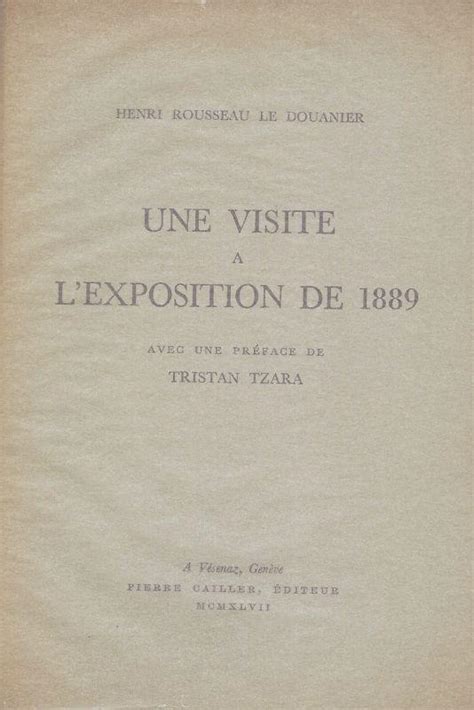 HENRI ROUSSEAU LE DOUANIER
UNE VISITE
A
L'EXPOSITION DE 1889
AVEC UNE PRÉFACE DE
TRISTAN TZARA
A Vésenaz, Genève
PIERRE CAILLER, ÉDITEUR
MCMXLVII